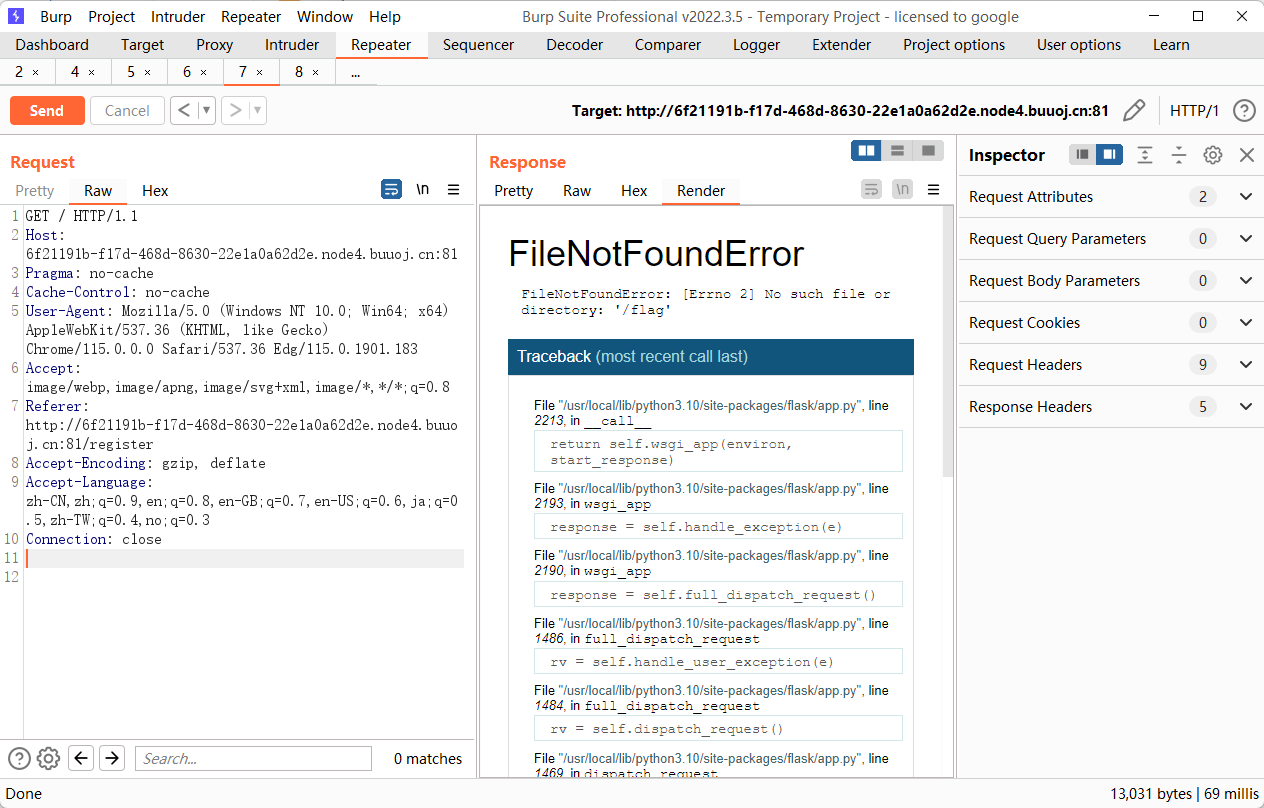 Burp Project Intruder Repeater Window Help Burp Suite Professional v2022.3.5 - Temporary Project - licensed to google
Dashboard Target Proxy Intruder Repeater Sequencer Decoder Comparer Logger Extender Project options User options Learn
2 × 4 × 5 × 6 × 7 × 8 × ...
Send Cancel < > Target: http://6f21191b-f17d-468d-8630-22e1a0a62d2e.node4.buuoj.cn:81 HTTP/1 ?
Request
Pretty Raw Hex \n
1 GET / HTTP/1.1
2 Host:
6f21191b-f17d-468d-8630-22e1a0a62d2e.node4.buuoj.cn:81
3 Pragma: no-cache
4 Cache-Control: no-cache
5 User-Agent: Mozilla/5.0 (Windows NT 10.0; Win64; x64)
AppleWebKit/537.36 (KHTML, like Gecko)
Chrome/115.0.0.0 Safari/537.36 Edg/115.0.1901.183
6 Accept:
image/webp,image/apng,image/svg+xml,image/*,*/*;q=0.8
7 Referer:
http://6f21191b-f17d-468d-8630-22e1a0a62d2e.node4.buuo
j.cn:81/register
8 Accept-Encoding: gzip, deflate
9 Accept-Language:
zh-CN,zh;q=0.9,en;q=0.8,en-GB;q=0.7,en-US;q=0.6,ja;q=0
.5,zh-TW;q=0.4,no;q=0.3
10 Connection: close
11
12
? Search... 0 matches
Response
Pretty Raw Hex Render \n
FileNotFoundError
FileNotFoundError: [Errno 2] No such file or
directory: '/flag'
Traceback (most recent call last)
File "/usr/local/lib/python3.10/site-packages/flask/app.py", line
2213, in __call__
return self.wsgi_app(environ,
start_response)
File "/usr/local/lib/python3.10/site-packages/flask/app.py", line
2193, in wsgi_app
response = self.handle_exception(e)
File "/usr/local/lib/python3.10/site-packages/flask/app.py", line
2190, in wsgi_app
response = self.full_dispatch_request()
File "/usr/local/lib/python3.10/site-packages/flask/app.py", line
1486, in full_dispatch_request
rv = self.handle_user_exception(e)
File "/usr/local/lib/python3.10/site-packages/flask/app.py", line
1484, in full_dispatch_request
rv = self.dispatch_request()
File "/usr/local/lib/python3.10/site-packages/flask/app.py", line
1469, in dispatch_request
Inspector
Request Attributes 2
Request Query Parameters 0
Request Body Parameters 0
Request Cookies 0
Request Headers 9
Response Headers 5
Done 13,031 bytes | 69 millis